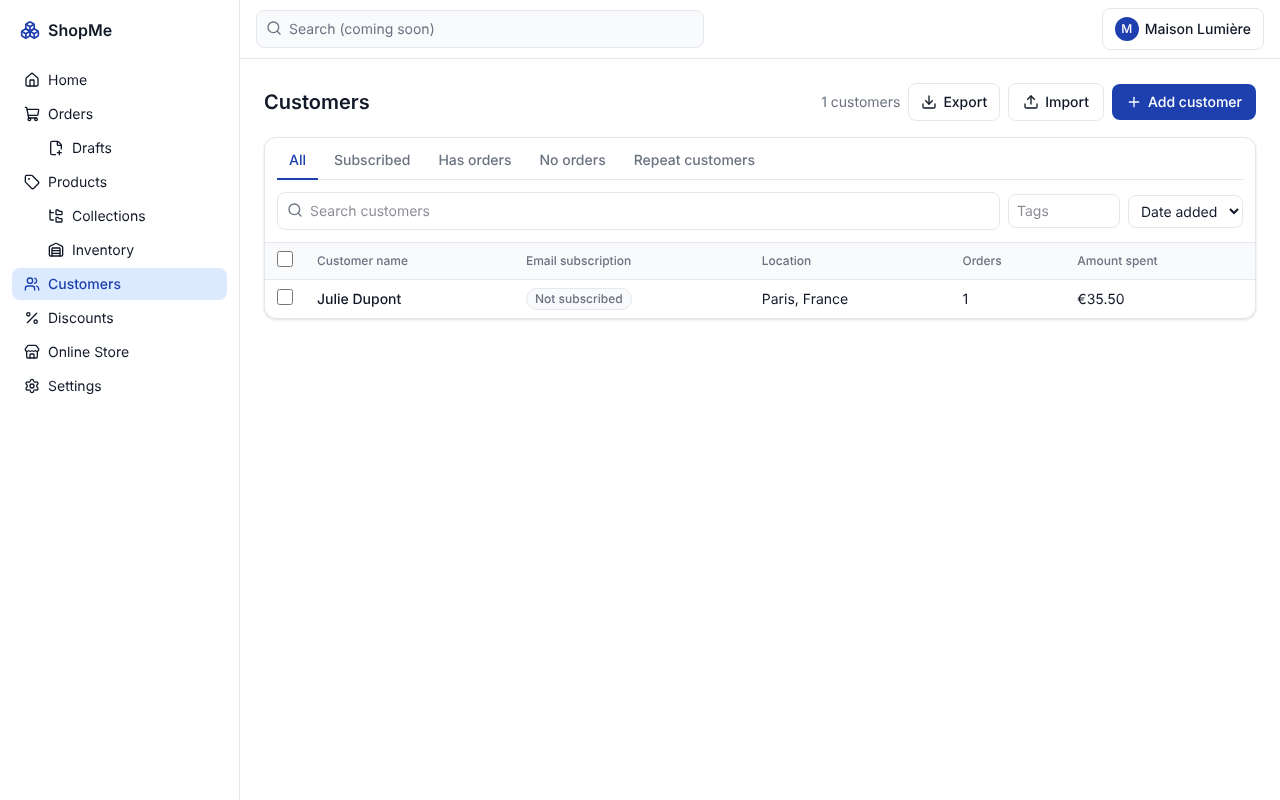 ShopMe
Search (coming soon)
M Maison Lumière
Home
Orders
Drafts
Products
Collections
Inventory
Customers
Discounts
Online Store
Settings
Customers
1 customers Export Import Add customer
All Subscribed Has orders No orders Repeat customers
Search customers Tags Date added
Customer name Email subscription Location Orders Amount spent
Julie Dupont Not subscribed Paris, France 1 €35.50